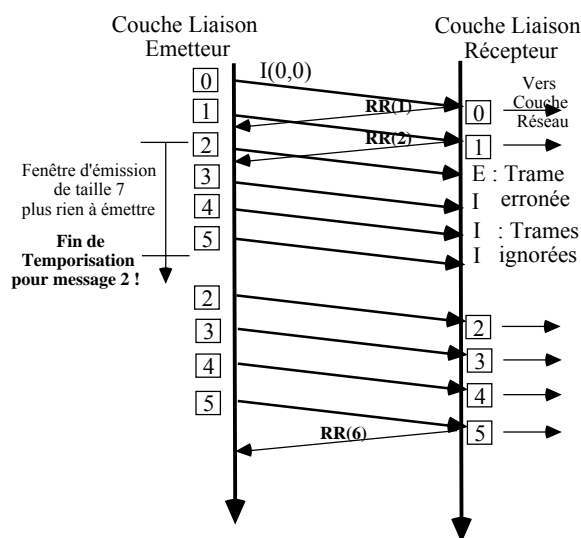 Couche Liaison
Emetteur
Couche Liaison
Récepteur
0
I(0,0)
Vers
Couche
Réseau
1
RR(1)
0
2
RR(2)
1
Fenêtre d'émission
de taille 7
plus rien à émettre
3
E : Trame
erronée
I
4
I : Trames
5
I ignorées
Fin de
Temporisation
pour message 2 !
2
2
3
3
4
4
5
5
RR(6)